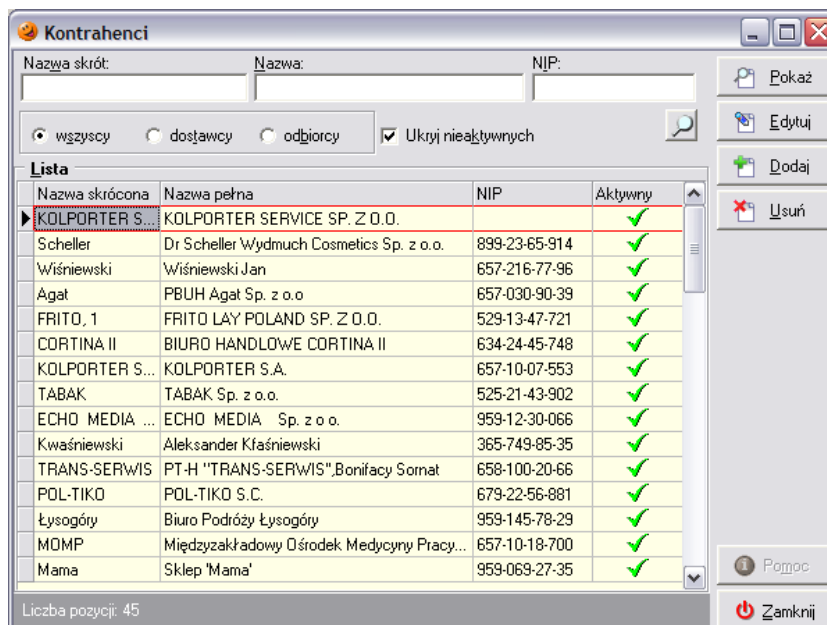 Kontrahenci
Nazwa skrót: Nazwa: NIP:
Pokaż
wszyscy dostawcy odbiorcy Ukryj nieaktywnych
Edytuj
Dodaj
Usuń
Lista
Nazwa skrócona Nazwa pełna NIP Aktywny
KOLPORTER S... KOLPORTER SERVICE SP. Z O.O.
Scheller Dr Scheller Wydmuch Cosmetics Sp. z o.o. 899-23-65-914
Wiśniewski Wiśniewski Jan 657-216-77-96
Agat PBUH Agat Sp. z o.o 657-030-90-39
FRITO, 1 FRITO LAY POLAND SP. Z O.O. 529-13-47-721
CORTINA II BIURO HANDLOWE CORTINA II 634-24-45-748
KOLPORTER S... KOLPORTER S.A. 657-10-07-553
TABAK TABAK Sp. z o.o. 525-21-43-902
ECHO MEDIA ... ECHO MEDIA Sp. z o o. 959-12-30-066
Kwaśniewski Aleksander Kfaśniewski 365-749-85-35
TRANS-SERWIS PT-H "TRANS-SERWIS",Bonifacy Sornat 658-100-20-66
POL-TIKO POL-TIKO S.C. 679-22-56-881
Łysogóry Biuro Podróży Łysogóry 959-145-78-29
MOMP Międzyzakładowy Ośrodek Medycyny Pracy... 657-10-18-700
Mama Sklep 'Mama' 959-069-27-35
Pomoc
Liczba pozycji: 45
Zamknij